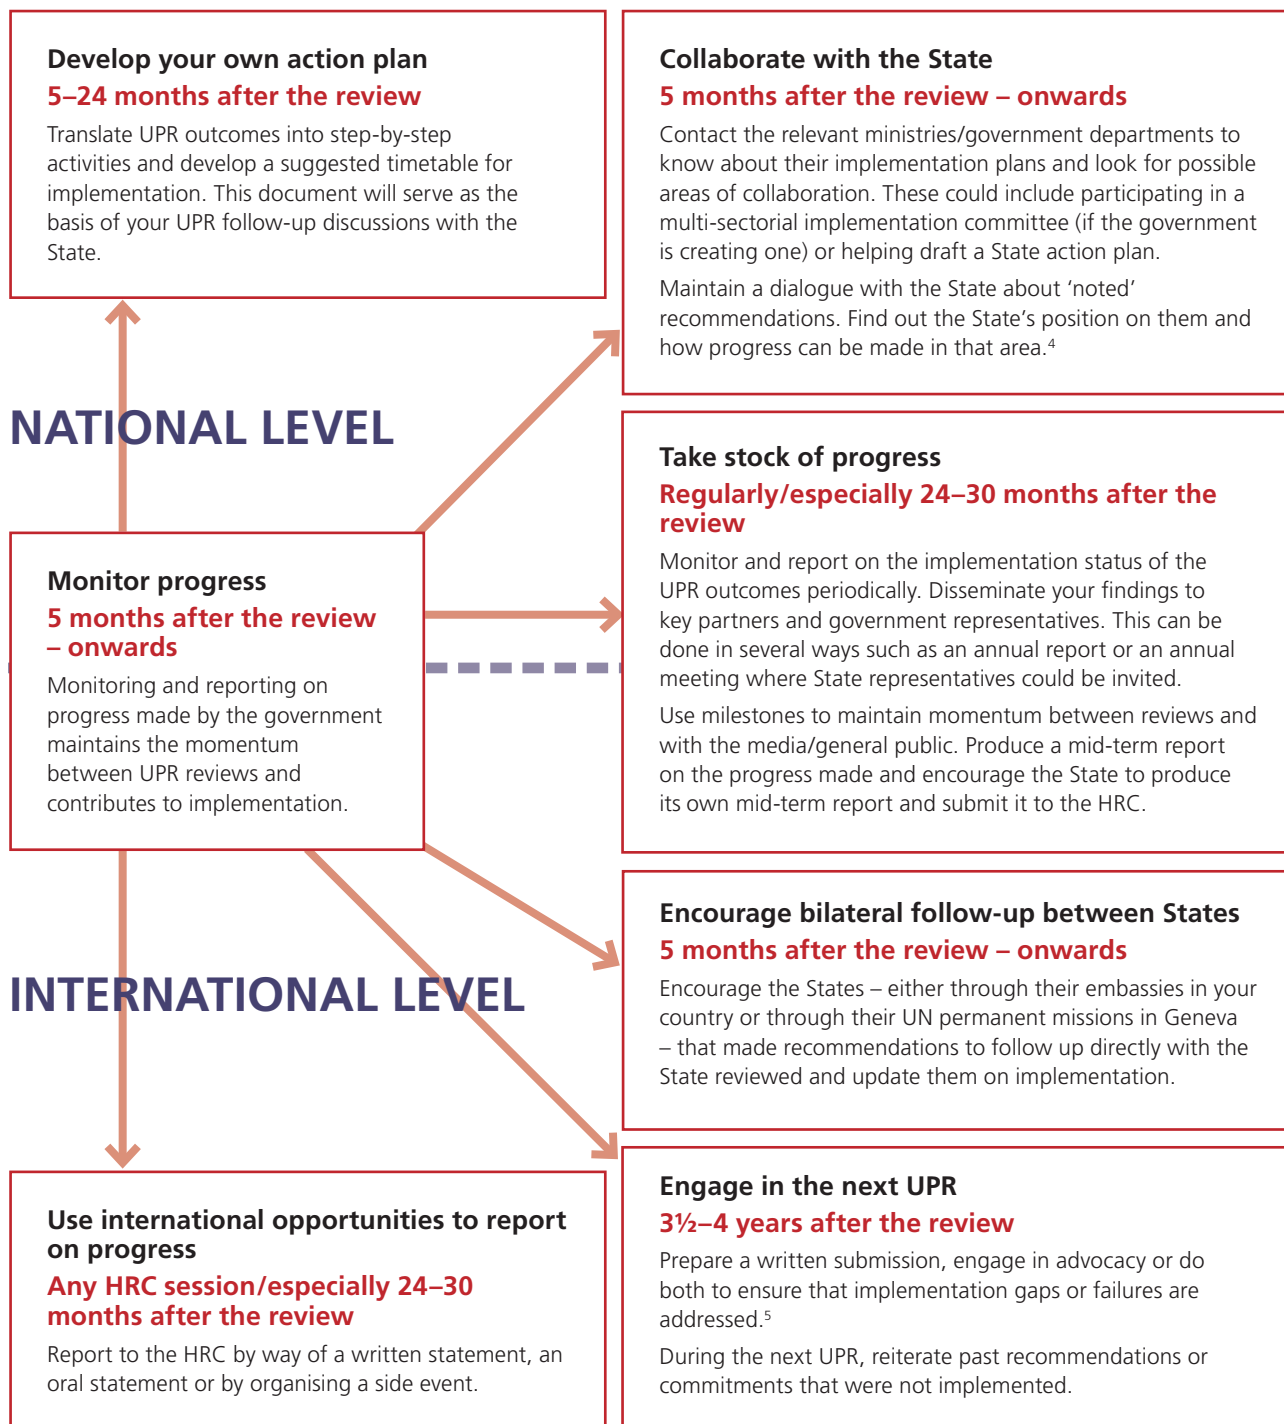 Develop your own action plan
5–24 months after the review
Translate UPR outcomes into step-by-step
activities and develop a suggested timetable for
implementation. This document will serve as the
basis of your UPR follow-up discussions with the
State.
Collaborate with the State
5 months after the review – onwards
Contact the relevant ministries/government departments to
know about their implementation plans and look for possible
areas of collaboration. These could include participating in a
multi-sectorial implementation committee (if the government
is creating one) or helping draft a State action plan.
Maintain a dialogue with the State about ‘noted’
recommendations. Find out the State’s position on them and
how progress can be made in that area.⁴
NATIONAL LEVEL
Take stock of progress
Regularly/especially 24–30 months after the
review
Monitor and report on the implementation status of the
UPR outcomes periodically. Disseminate your findings to
key partners and government representatives. This can be
done in several ways such as an annual report or an annual
meeting where State representatives could be invited.
Use milestones to maintain momentum between reviews and
with the media/general public. Produce a mid-term report
on the progress made and encourage the State to produce
its own mid-term report and submit it to the HRC.
Monitor progress
5 months after the review
– onwards
Monitoring and reporting on
progress made by the government
maintains the momentum
between UPR reviews and
contributes to implementation.
INTERNATIONAL LEVEL
Encourage bilateral follow-up between States
5 months after the review – onwards
Encourage the States – either through their embassies in your
country or through their UN permanent missions in Geneva
– that made recommendations to follow up directly with the
State reviewed and update them on implementation.
Use international opportunities to report
on progress
Any HRC session/especially 24–30
months after the review
Report to the HRC by way of a written statement, an
oral statement or by organising a side event.
Engage in the next UPR
3½–4 years after the review
Prepare a written submission, engage in advocacy or do
both to ensure that implementation gaps or failures are
addressed.⁵
During the next UPR, reiterate past recommendations or
commitments that were not implemented.